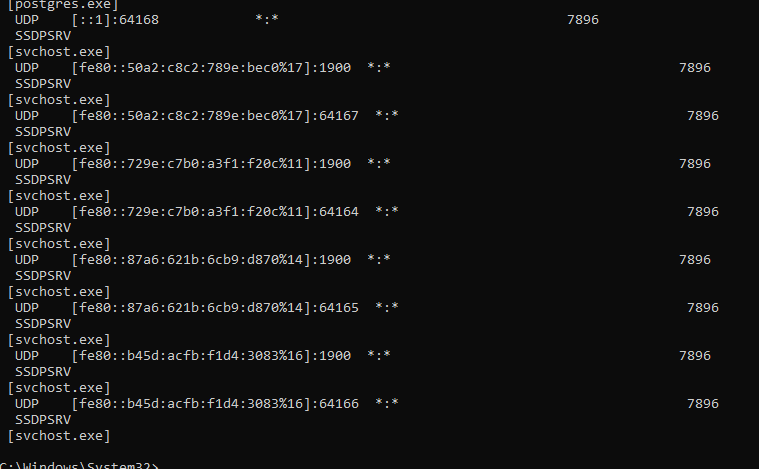 [postgres.exe]
UDP [::1]:64168 *:* 7896
SSDPSRV
[svchost.exe]
UDP [fe80::50a2:c8c2:789e:bec0%17]:1900 *:* 7896
SSDPSRV
[svchost.exe]
UDP [fe80::50a2:c8c2:789e:bec0%17]:64167 *:* 7896
SSDPSRV
[svchost.exe]
UDP [fe80::729e:c7b0:a3f1:f20c%11]:1900 *:* 7896
SSDPSRV
[svchost.exe]
UDP [fe80::729e:c7b0:a3f1:f20c%11]:64164 *:* 7896
SSDPSRV
[svchost.exe]
UDP [fe80::87a6:621b:6cb9:d870%14]:1900 *:* 7896
SSDPSRV
[svchost.exe]
UDP [fe80::87a6:621b:6cb9:d870%14]:64165 *:* 7896
SSDPSRV
[svchost.exe]
UDP [fe80::b45d:acfb:f1d4:3083%16]:1900 *:* 7896
SSDPSRV
[svchost.exe]
UDP [fe80::b45d:acfb:f1d4:3083%16]:64166 *:* 7896
SSDPSRV
[svchost.exe]
C:\Windows\System32>